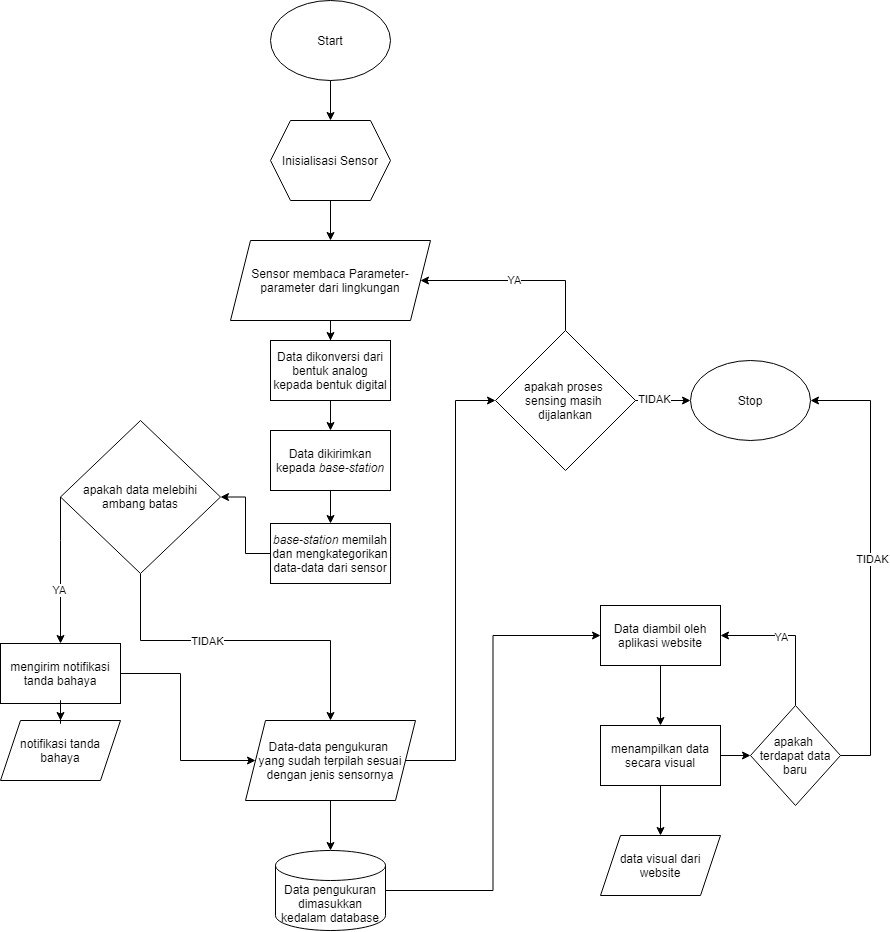 Start
Inisialisasi Sensor
Sensor membaca Parameter-
parameter dari lingkungan
YA
Data dikonversi dari
bentuk analog
kepada bentuk digital
apakah proses
sensing masih
dijalankan
TIDAK
Stop
Data dikirimkan
kepada base-station
apakah data melebihi
ambang batas
base-station memilah
dan mengkategorikan
data-data dari sensor
YA
TIDAK
TIDAK
mengirim notifikasi
tanda bahaya
notifikasi tanda
bahaya
Data-data pengukuran
yang sudah terpilah sesuai
dengan jenis sensornya
Data pengukuran
dimasukkan
kedalam database
Data diambil oleh
aplikasi website
YA
menampilkan data
secara visual
apakah
terdapat data
baru
data visual dari
website